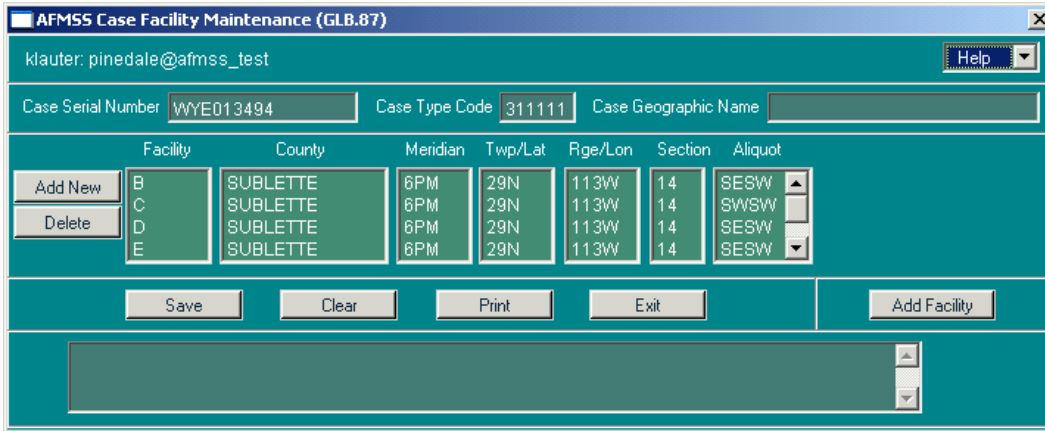 AFMSS Case Facility Maintenance (GLB.87)
klauter: pinedale@afmss_test Help
Case Serial Number WYE013494 Case Type Code 311111 Case Geographic Name
Facility County Meridian Twp/Lat Rge/Lon Section Aliquot
Add New B SUBLETTE 6PM 29N 113W 14 SESW
C SUBLETTE 6PM 29N 113W 14 SWSW
Delete D SUBLETTE 6PM 29N 113W 14 SESW
E SUBLETTE 6PM 29N 113W 14 SESW
Save Clear Print Exit Add Facility